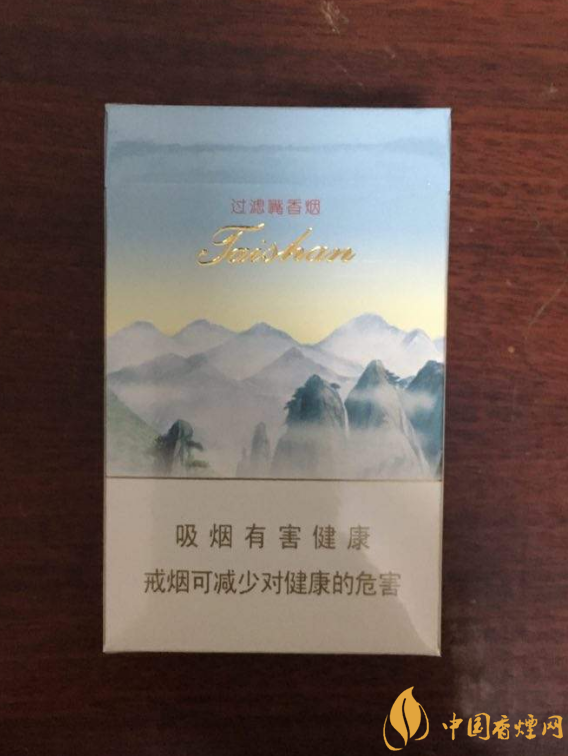 过滤嘴香烟
Taishan
吸烟有害健康
戒烟可减少对健康的危害
中国香烟网